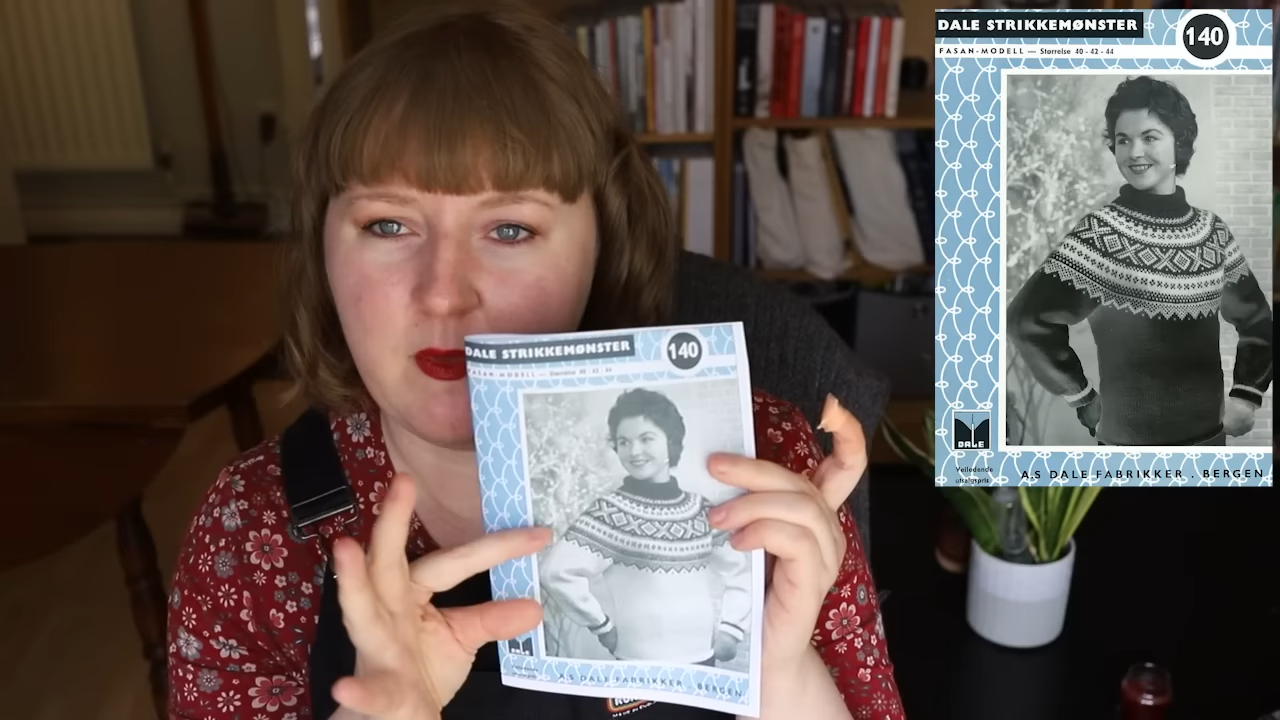 DALE STRIKKEMØNSTER
140
FASAN-MODELL — Størrelse 40 - 42 - 44
DALE
Veiledende
utsalgspris
A.S DALE FABRIKKER . BERGEN
DALE STRIKKEMØNSTER
140
FASAN-MODELL — Størrelse 40 - 42 - 44
DALE
A.S DALE FABRIKKER . BERGEN